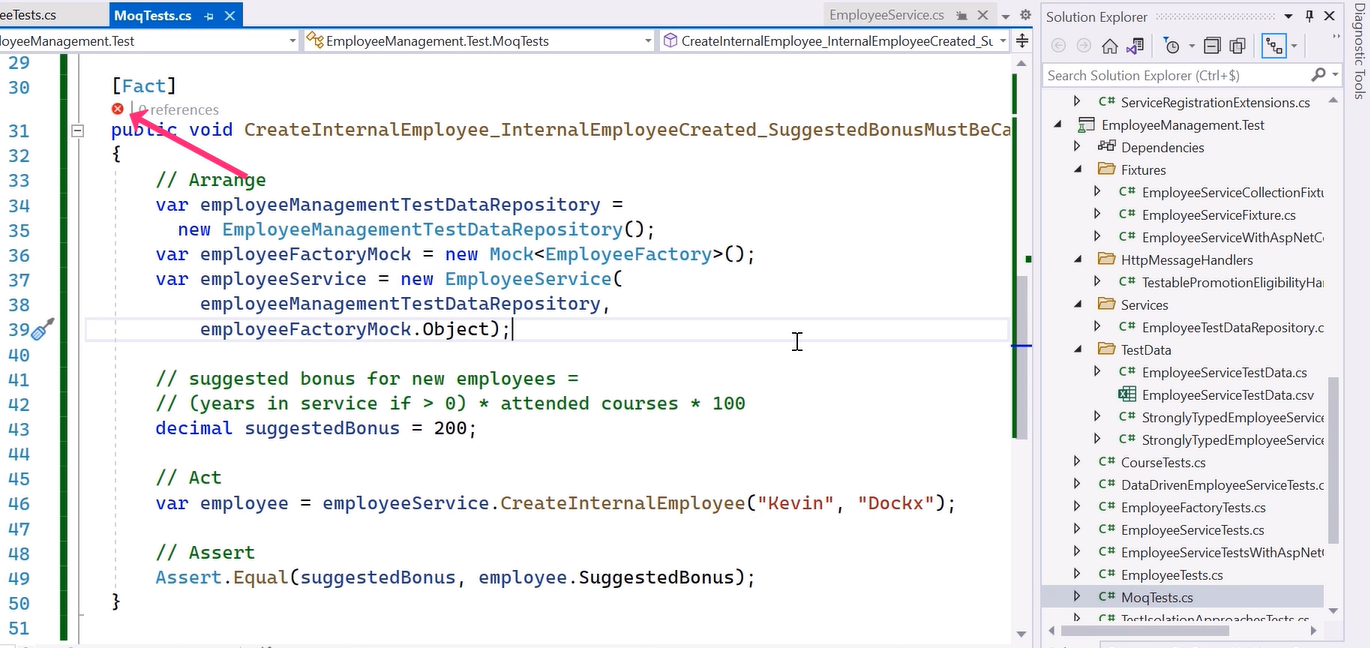 eeTests.cs
MoqTests.cs
EmployeeService.cs
loyeeManagement.Test
EmployeeManagement.Test.MoqTests
CreateInternalEmployee_InternalEmployeeCreated_Su
29
30 [Fact]
0 references
31 public void CreateInternalEmployee_InternalEmployeeCreated_SuggestedBonusMustBeCa
32 {
33 // Arrange
34 var employeeManagementTestDataRepository =
35 new EmployeeManagementTestDataRepository();
36 var employeeFactoryMock = new Mock<EmployeeFactory>();
37 var employeeService = new EmployeeService(
38 employeeManagementTestDataRepository,
39 employeeFactoryMock.Object);
40
41 // suggested bonus for new employees =
42 // (years in service if > 0) * attended courses * 100
43 decimal suggestedBonus = 200;
44
45 // Act
46 var employee = employeeService.CreateInternalEmployee("Kevin", "Dockx");
47
48 // Assert
49 Assert.Equal(suggestedBonus, employee.SuggestedBonus);
50 }
51
Solution Explorer
Search Solution Explorer (Ctrl+$)
C# ServiceRegistrationExtensions.cs
EmployeeManagement.Test
Dependencies
Fixtures
C# EmployeeServiceCollectionFixtu
C# EmployeeServiceFixture.cs
C# EmployeeServiceWithAspNetCo
HttpMessageHandlers
C# TestablePromotionEligibilityHan
Services
C# EmployeeTestDataRepository.c
TestData
C# EmployeeServiceTestData.cs
EmployeeServiceTestData.csv
C# StronglyTypedEmployeeService
C# StronglyTypedEmployeeService
C# CourseTests.cs
C# DataDrivenEmployeeServiceTests.c
C# EmployeeFactoryTests.cs
C# EmployeeServiceTests.cs
C# EmployeeServiceTestsWithAspNet
C# EmployeeTests.cs
C# MoqTests.cs
C# TestIsolationApproachesTests.cs
Diagnostic Tools